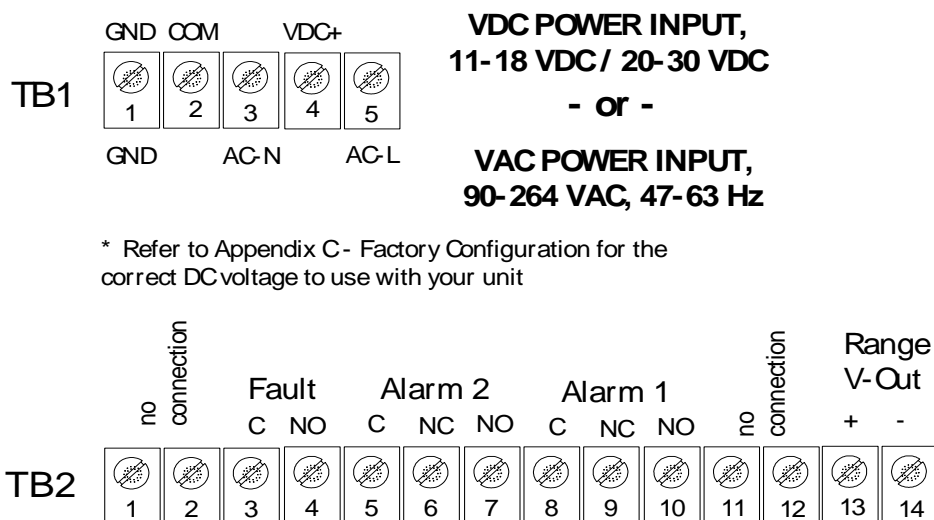 GND COM VDC+
VDC POWER INPUT,
11-18 VDC / 20-30 VDC
- or -
TB1
1 2 3 4 5
GND AC-N AC-L
VAC POWER INPUT,
90-264 VAC, 47-63 Hz
* Refer to Appendix C - Factory Configuration for the
correct DC voltage to use with your unit
no
connection
Fault Alarm 2 Alarm 1
no
connection
Range
V-Out
C NO C NC NO C NC NO + -
TB2
1 2 3 4 5 6 7 8 9 10 11 12 13 14